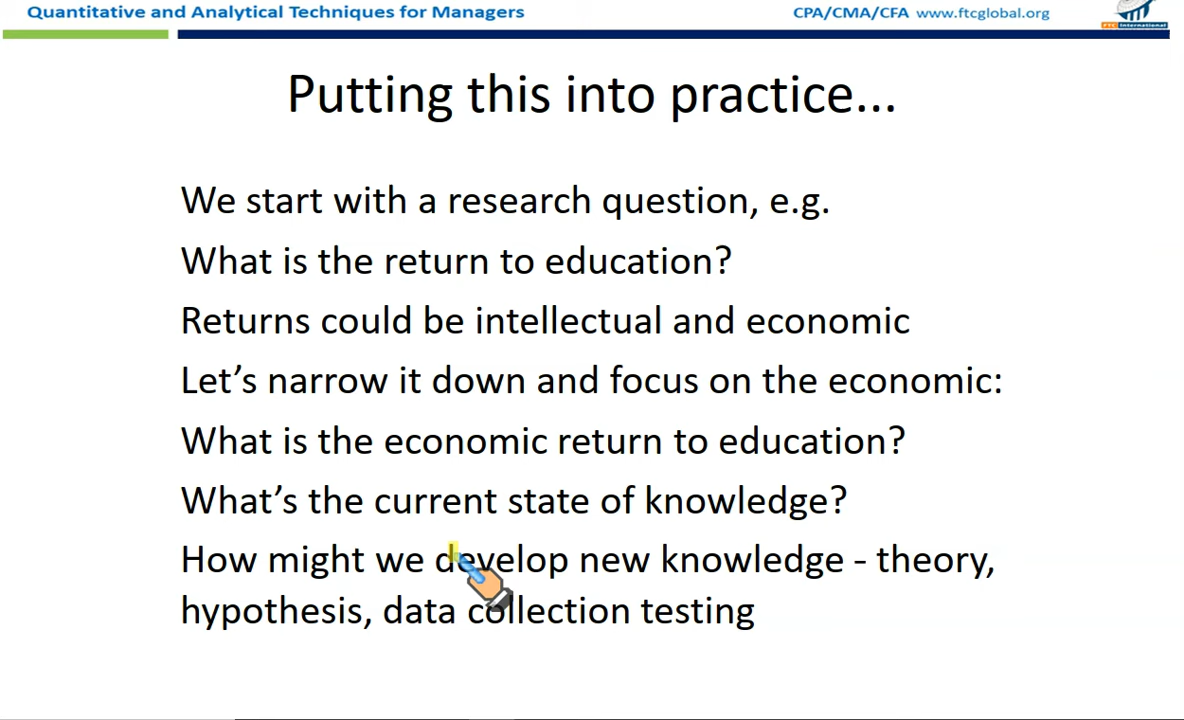 Quantitative and Analytical Techniques for Managers
CPA/CMA/CFA www.ftcglobal.org
FTC International
Putting this into practice...
We start with a research question, e.g.
What is the return to education?
Returns could be intellectual and economic
Let’s narrow it down and focus on the economic:
What is the economic return to education?
What’s the current state of knowledge?
How might we develop new knowledge - theory,
hypothesis, data collection testing